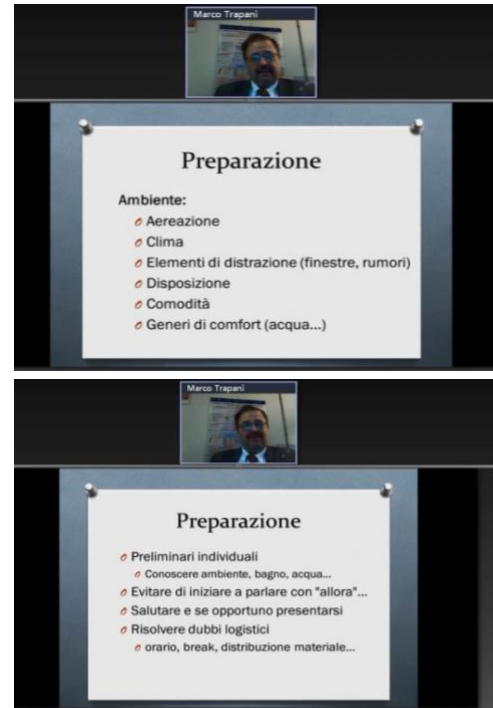 Marco Trapani
Preparazione
Ambiente:
Aereazione
Clima
Elementi di distrazione (finestre, rumori)
Disposizione
Comodità
Generi di comfort (acqua...)
Marco Trapani
Preparazione
Preliminari individuali
Conoscere ambiente, bagno, acqua...
Evitare di iniziare a parlare con "allora"...
Salutare e se opportuno presentarsi
Risolvere dubbi logistici
orario, break, distribuzione materiale...